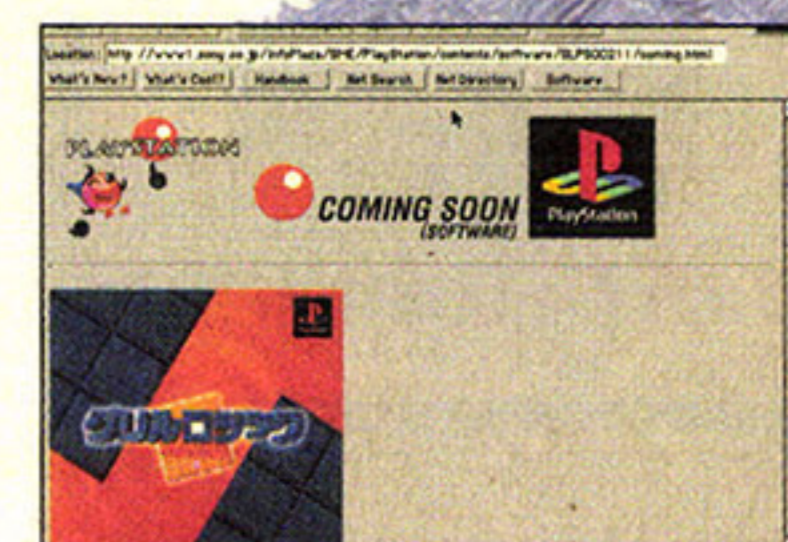 Location: http://www1.sony.co.jp/InfoPlaza/SME/PlayStation/contents/software/SLPS00211/coming.html
What's New? What's Cool? Handbook Net Search Net Directory Software
PLAYSTATION
COMING SOON
(SOFTWARE)
PlayStation
グリルロジック